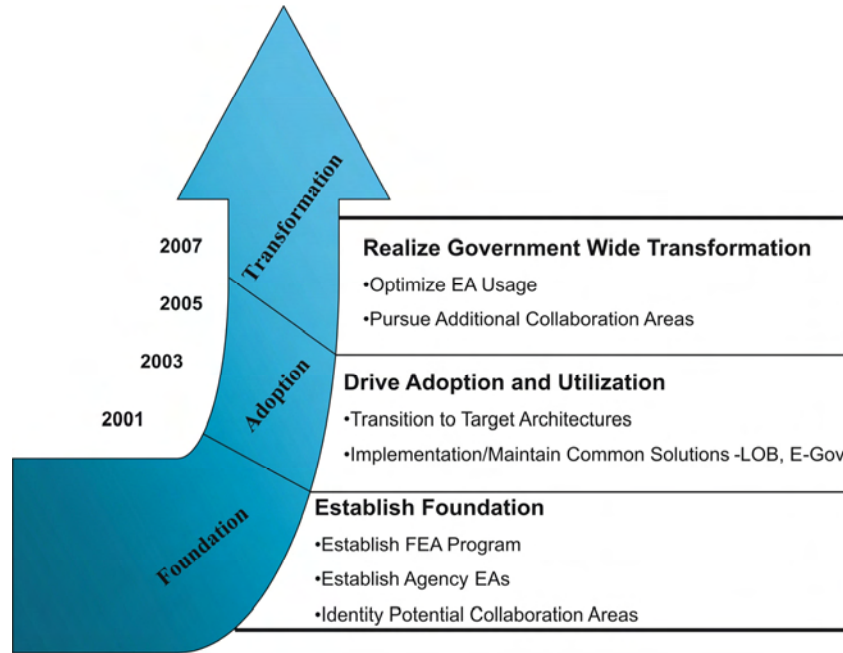 Transformation
2007
Realize Government Wide Transformation
•Optimize EA Usage
2005
•Pursue Additional Collaboration Areas
2003
Adoption
Drive Adoption and Utilization
2001
•Transition to Target Architectures
•Implementation/Maintain Common Solutions -LOB, E-Gov
Foundation
Establish Foundation
•Establish FEA Program
•Establish Agency EAs
•Identity Potential Collaboration Areas